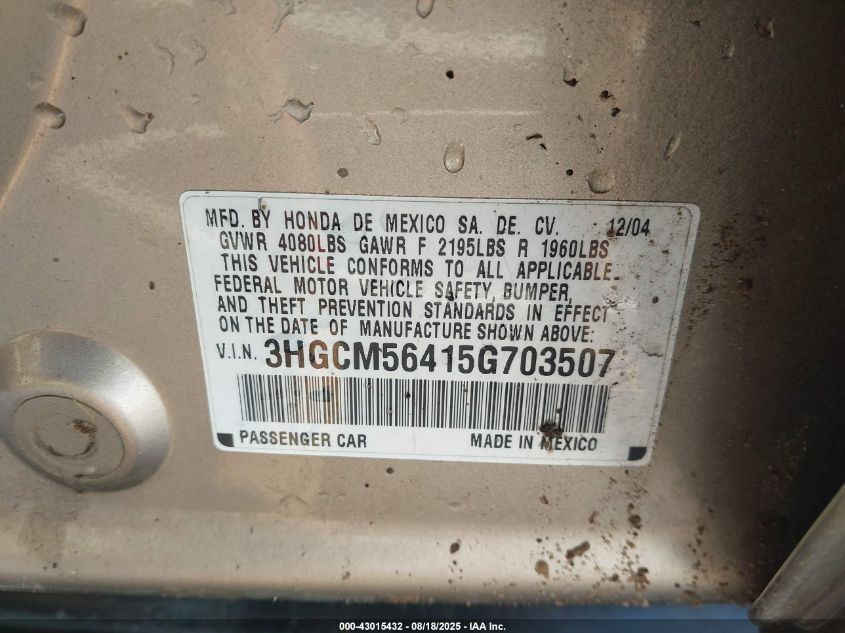 MFD. BY HONDA DE MEXICO SA. DE. CV. 12/04
GVWR 4080LBS GAWR F 2195LBS R 1960LBS
THIS VEHICLE CONFORMS TO ALL APPLICABLE
FEDERAL MOTOR VEHICLE SAFETY, BUMPER,
AND THEFT PREVENTION STANDARDS IN EFFECT
ON THE DATE OF MANUFACTURE SHOWN ABOVE:
V.I.N. 3HGCM56415G703507
PASSENGER CAR MADE IN MEXICO
000-43015432 - 08/18/2025 - IAA Inc.